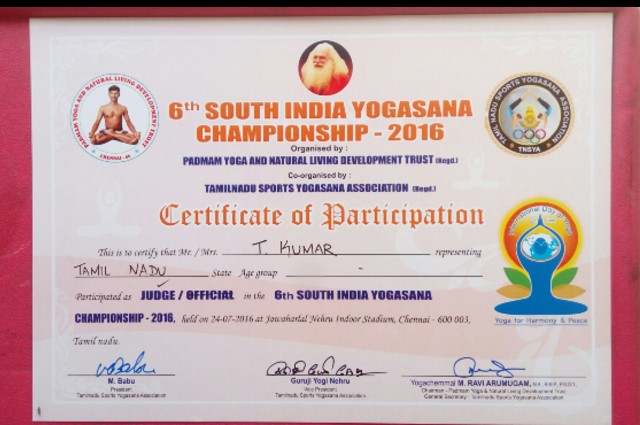 6th SOUTH INDIA YOGASANA
CHAMPIONSHIP - 2016
Organised by :
PADMAM YOGA AND NATURAL LIVING DEVELOPMENT TRUST (Regd.)
Co-organised by :
TAMILNADU SPORTS YOGASANA ASSOCIATION (Regd.)
PADMAM YOGA AND NATURAL LIVING DEVELOPMENT TRUST
CHENNAI
TAMIL NADU SPORTS YOGASANA ASSOCIATION
TNSYA
Certificate of Participation
International Day of Yoga
Yoga for Harmony & Peace
This is to certify that Mr. / Mrs. T. KUMAR representing
TAMIL NADU State Age group -
Participated as JUDGE / OFFICIAL in the 6th SOUTH INDIA YOGASANA
CHAMPIONSHIP - 2016, held on 24-07-2016 at Jawaharlal Nehru Indoor Stadium, Chennai - 600 003,
Tamil nadu.
M. Babu
President
Tamilnadu Sports Yogasana Association
Guruji Yogi Nehru
Vice President
Tamilnadu Sports Yogasana Association
Yogachemmal M. RAVI ARUMUGAM,
Chairman - Padmam Yoga & Natural Living Development Trust
General Secretary - Tamilnadu Sports Yogasana Association